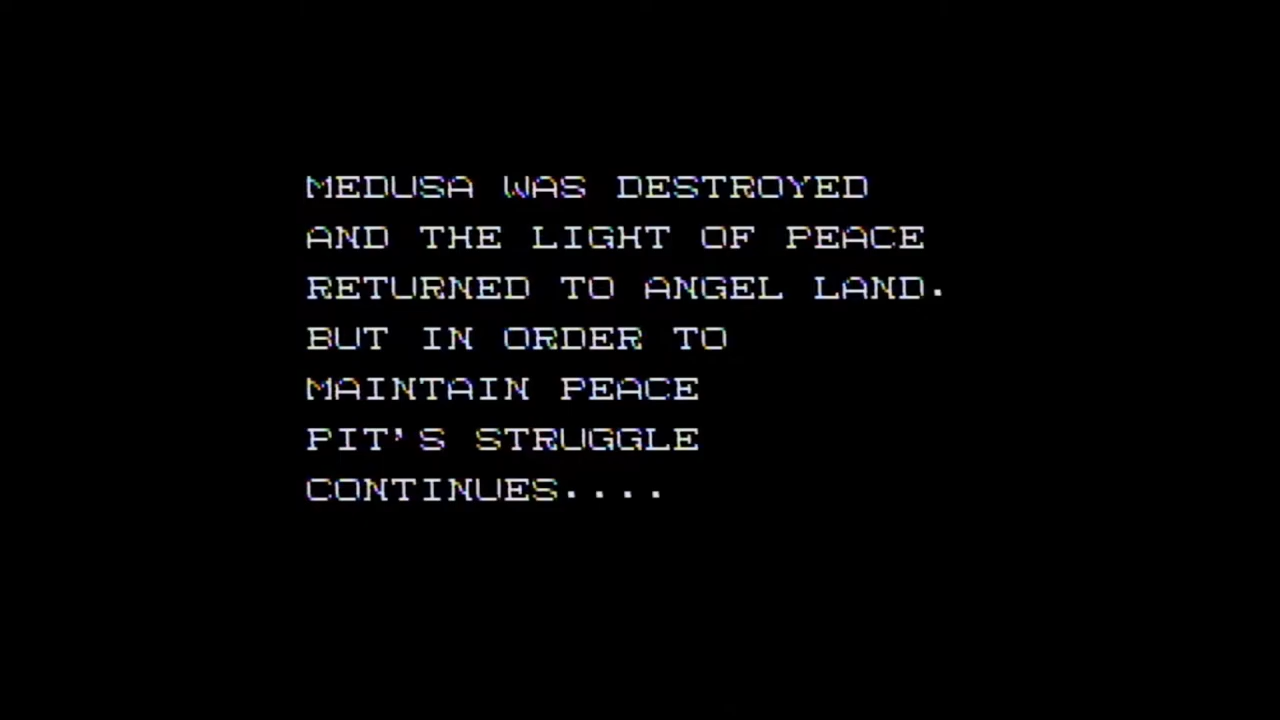 MEDUSA WAS DESTROYED
AND THE LIGHT OF PEACE
RETURNED TO ANGEL LAND.
BUT IN ORDER TO
MAINTAIN PEACE
PIT'S STRUGGLE
CONTINUES....